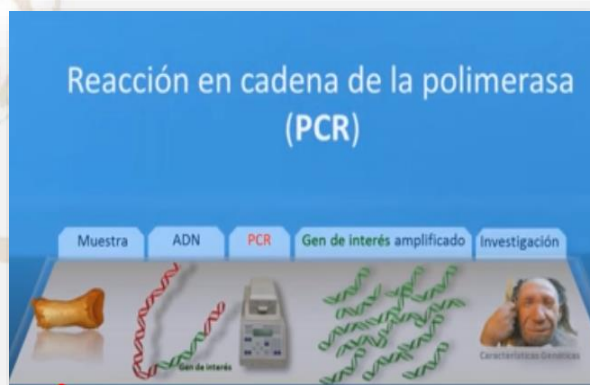 Reacción en cadena de la polimerasa
(PCR)
Muestra
ADN
PCR
Gen de interés amplificado
Investigación
Gen de interés
Características Genéticas